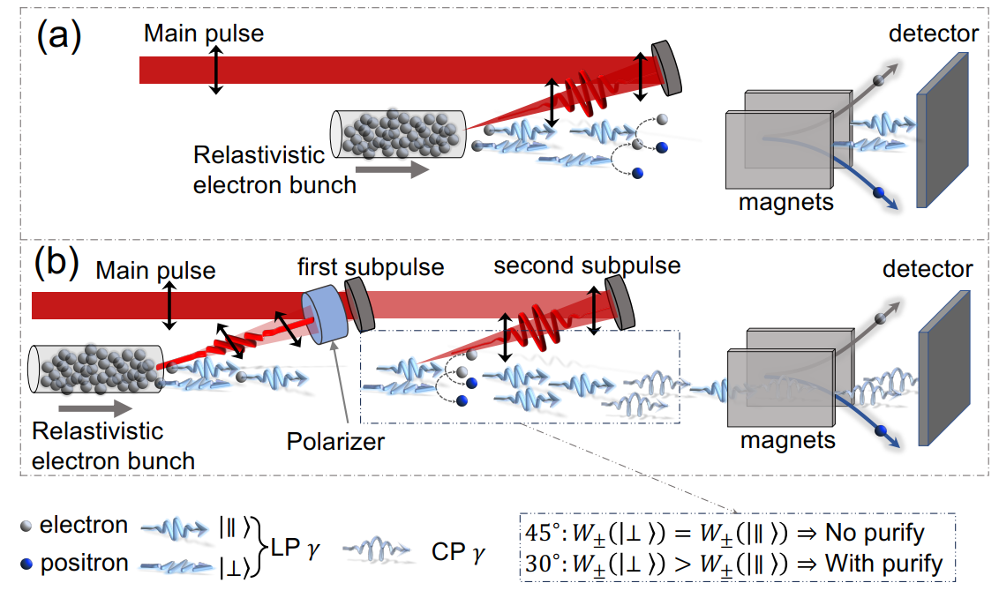 (a)
Main pulse
detector
Relastivistic
electron bunch
magnets
(b)
Main pulse
first subpulse
second subpulse
detector
Relastivistic
electron bunch
Polarizer
magnets
electron
|∥⟩
positron
|⊥⟩
LP γ
CP γ
45°: W±(|⊥⟩) = W±(|∥⟩) ⇒ No purify
30°: W±(|⊥⟩) > W±(|∥⟩) ⇒ With purify